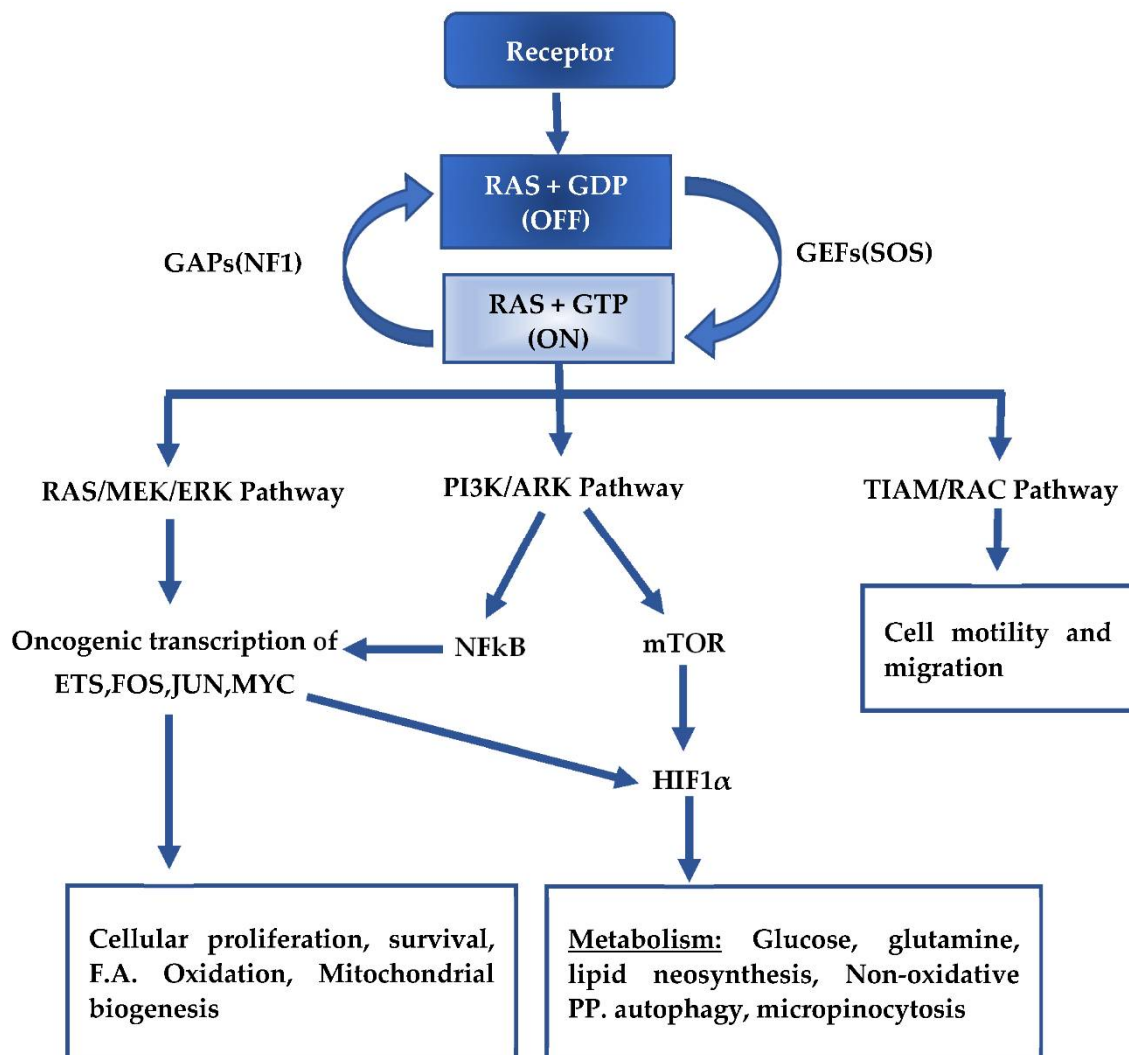 Receptor
RAS + GDP
(OFF)
GAPs(NF1)
GEFs(SOS)
RAS + GTP
(ON)
RAS/MEK/ERK Pathway
PI3K/ARK Pathway
TIAM/RAC Pathway
Oncogenic transcription of
ETS,FOS,JUN,MYC
NFkB
mTOR
Cell motility and
migration
HIF1α
Cellular proliferation, survival,
F.A. Oxidation, Mitochondrial
biogenesis
Metabolism: Glucose, glutamine,
lipid neosynthesis, Non-oxidative
PP. autophagy, micropinocytosis